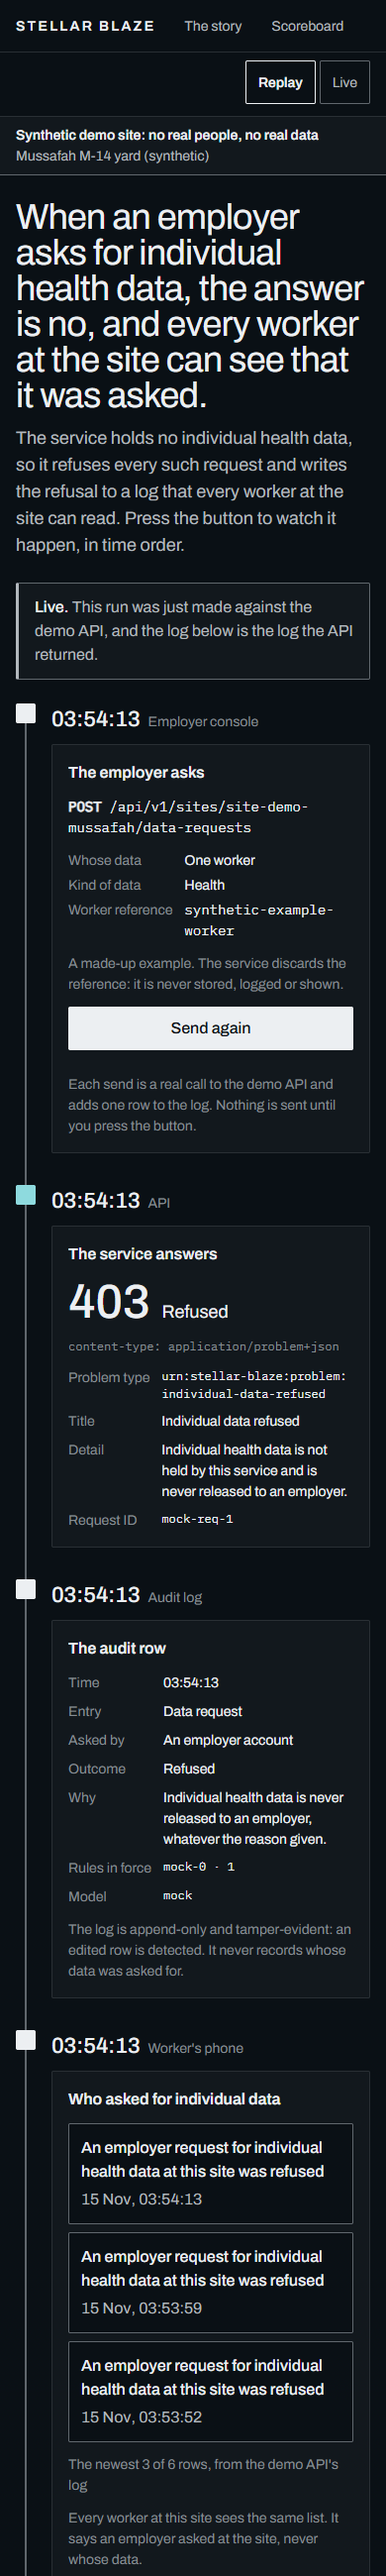 STELLAR BLAZE The story Scoreboard
Replay Live
Synthetic demo site: no real people, no real data
Mussafah M-14 yard (synthetic)
When an employer
asks for individual
health data, the answer
is no, and every worker
at the site can see that
it was asked.
The service holds no individual health data,
so it refuses every such request and writes
the refusal to a log that every worker at the
site can read. Press the button to watch it
happen, in time order.
Live. This run was just made against the
demo API, and the log below is the log the API
returned.
03:54:13 Employer console
The employer asks
POST /api/v1/sites/site-demo-
mussafah/data-requests
Whose data One worker
Kind of data Health
Worker reference synthetic-example-
worker
A made-up example. The service discards the
reference: it is never stored, logged or shown.
Send again
Each send is a real call to the demo API and
adds one row to the log. Nothing is sent until
you press the button.
03:54:13 API
The service answers
403 Refused
content-type: application/problem+json
Problem type urn:stellar-blaze:problem:
individual-data-refused
Title Individual data refused
Detail Individual health data is not
held by this service and is
never released to an employer.
Request ID mock-req-1
03:54:13 Audit log
The audit row
Time 03:54:13
Entry Data request
Asked by An employer account
Outcome Refused
Why Individual health data is never
released to an employer,
whatever the reason given.
Rules in force mock-0 · 1
Model mock
The log is append-only and tamper-evident: an
edited row is detected. It never records whose
data was asked for.
03:54:13 Worker's phone
Who asked for individual data
An employer request for individual
health data at this site was refused
15 Nov, 03:54:13
An employer request for individual
health data at this site was refused
15 Nov, 03:53:59
An employer request for individual
health data at this site was refused
15 Nov, 03:53:52
The newest 3 of 6 rows, from the demo API's
log
Every worker at this site sees the same list. It
says an employer asked at the site, never
whose data.